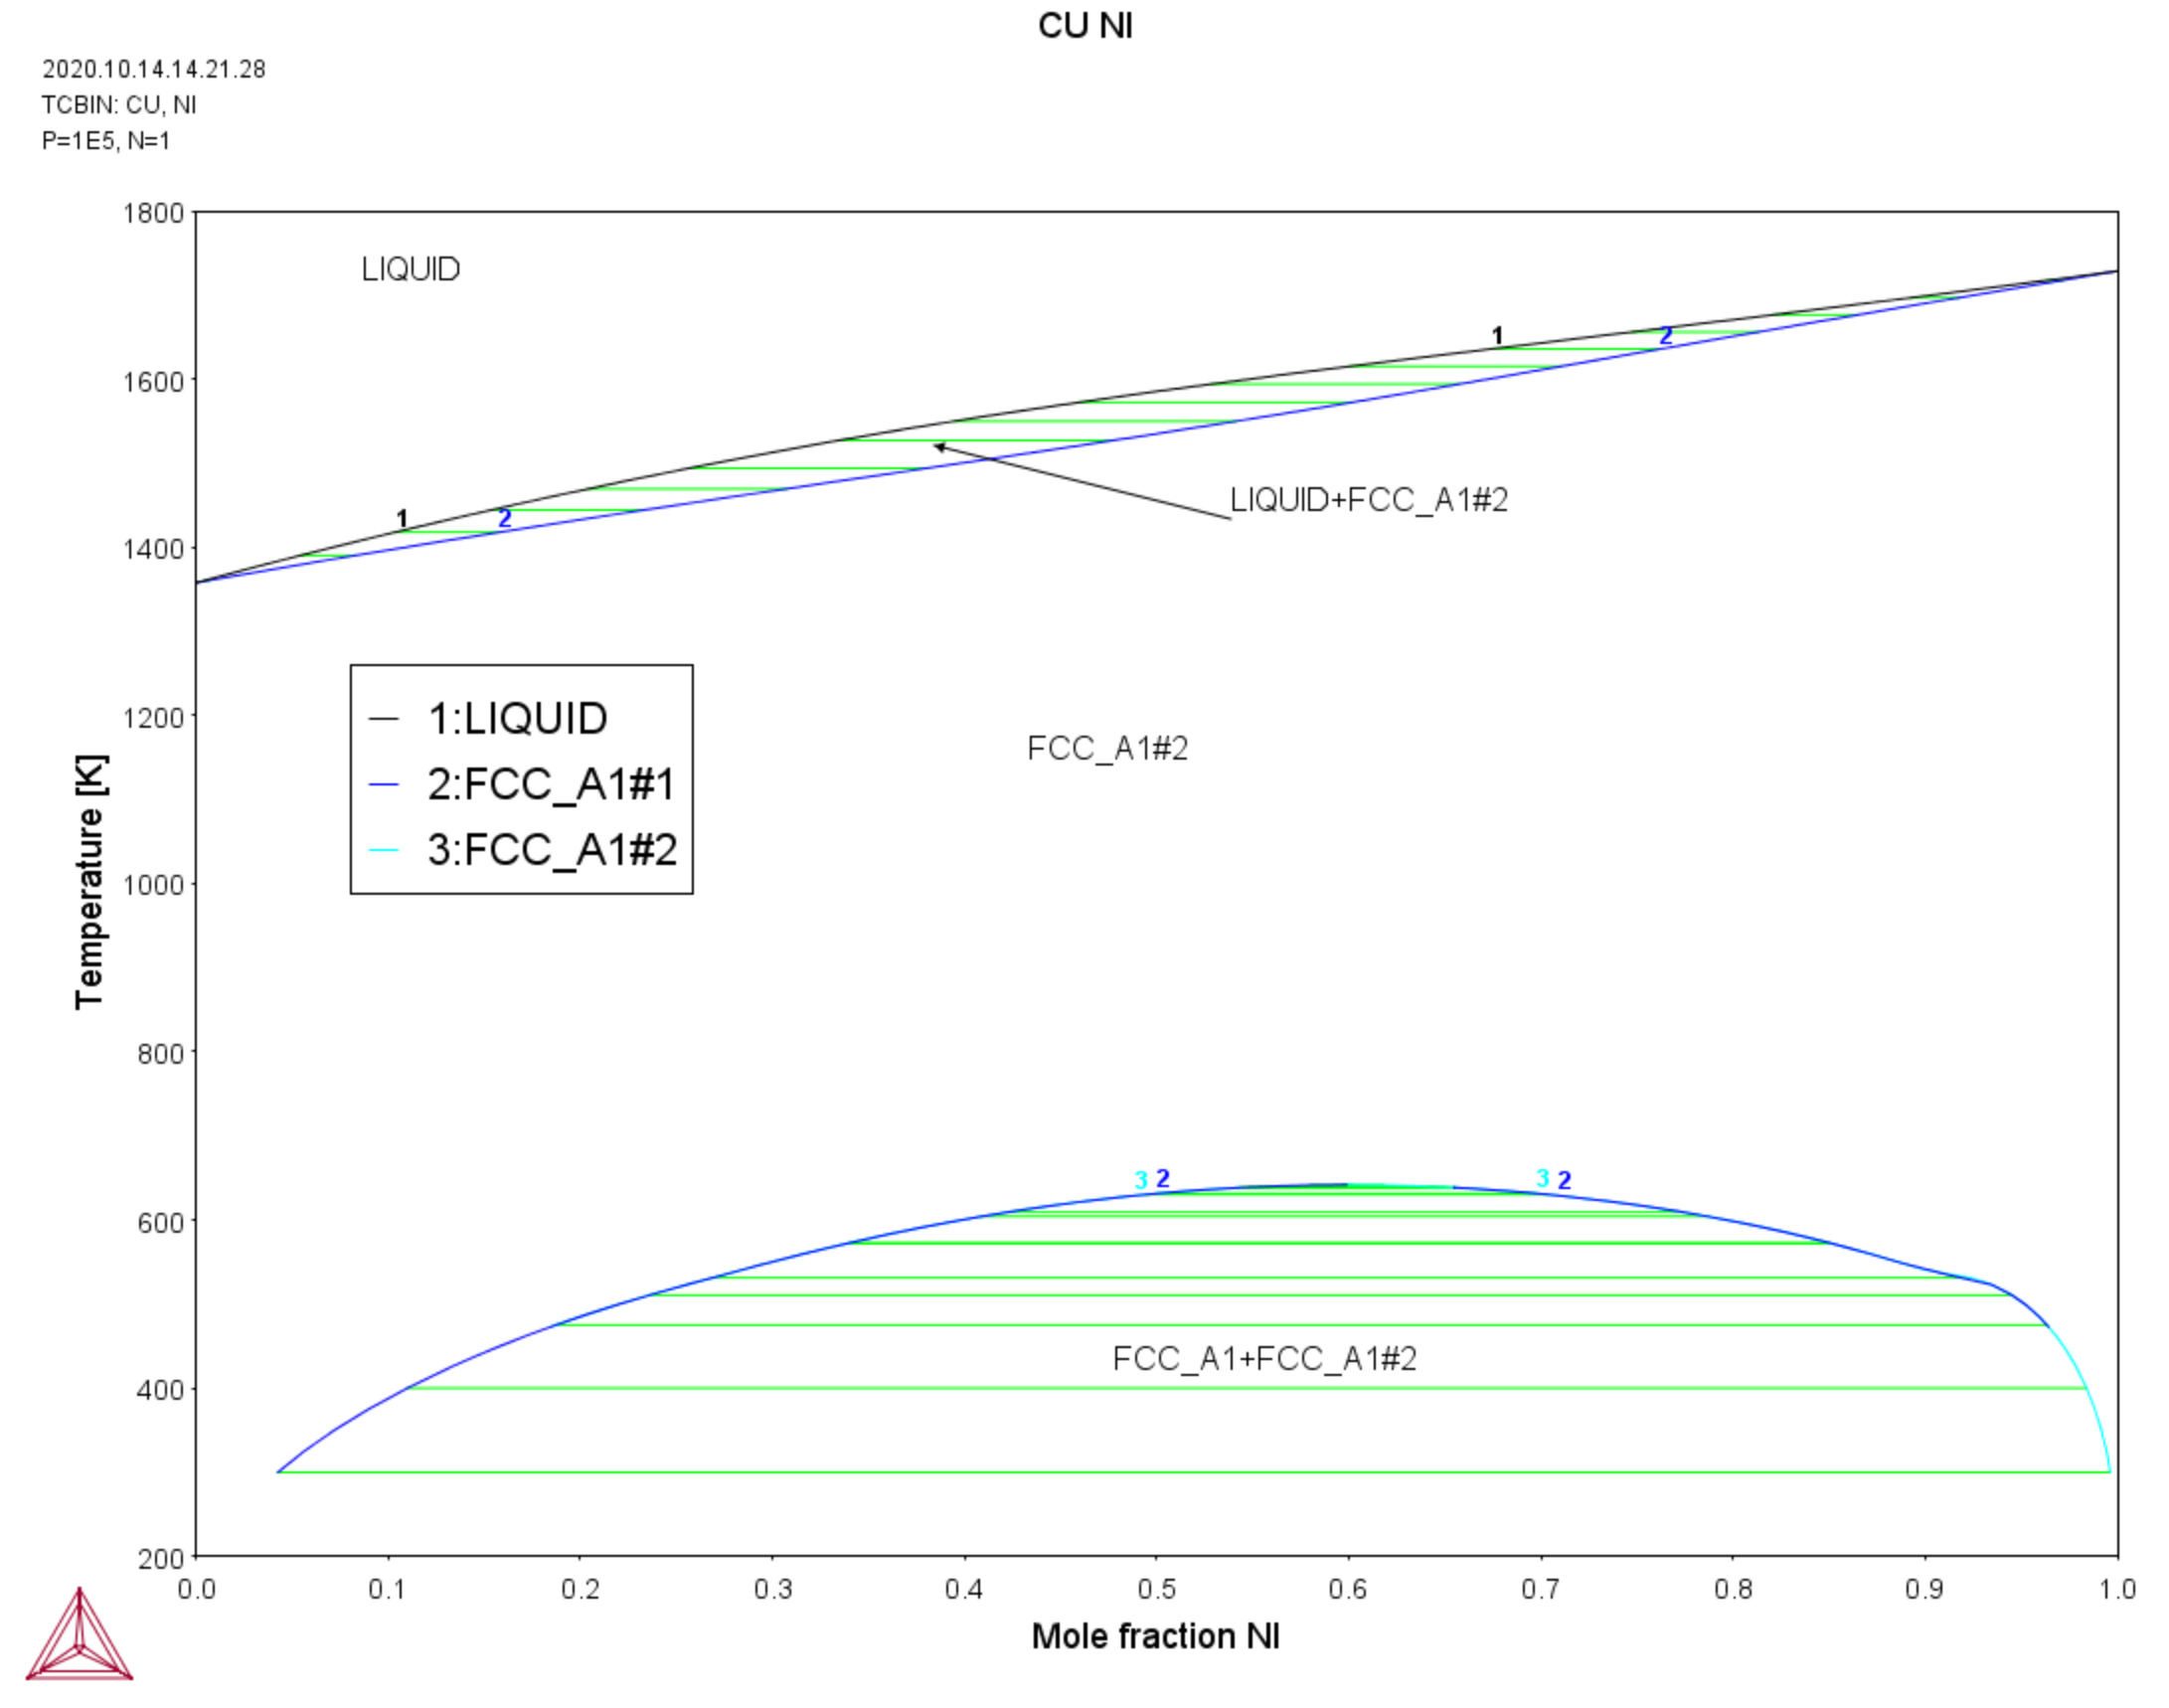 CU NI
2020.10.14.14.21.28
TCBIN: CU, NI
P=1E5, N=1
1800
LIQUID
1
2
1600
LIQUID+FCC_A1#2
1
2
1400
1:LIQUID
2:FCC_A1#1
3:FCC_A1#2
1200
FCC_A1#2
1000
Temperature [K]
800
3 2
3 2
600
FCC_A1+FCC_A1#2
400
200
0.0 0.1 0.2 0.3 0.4 0.5 0.6 0.7 0.8 0.9 1.0
Mole fraction NI